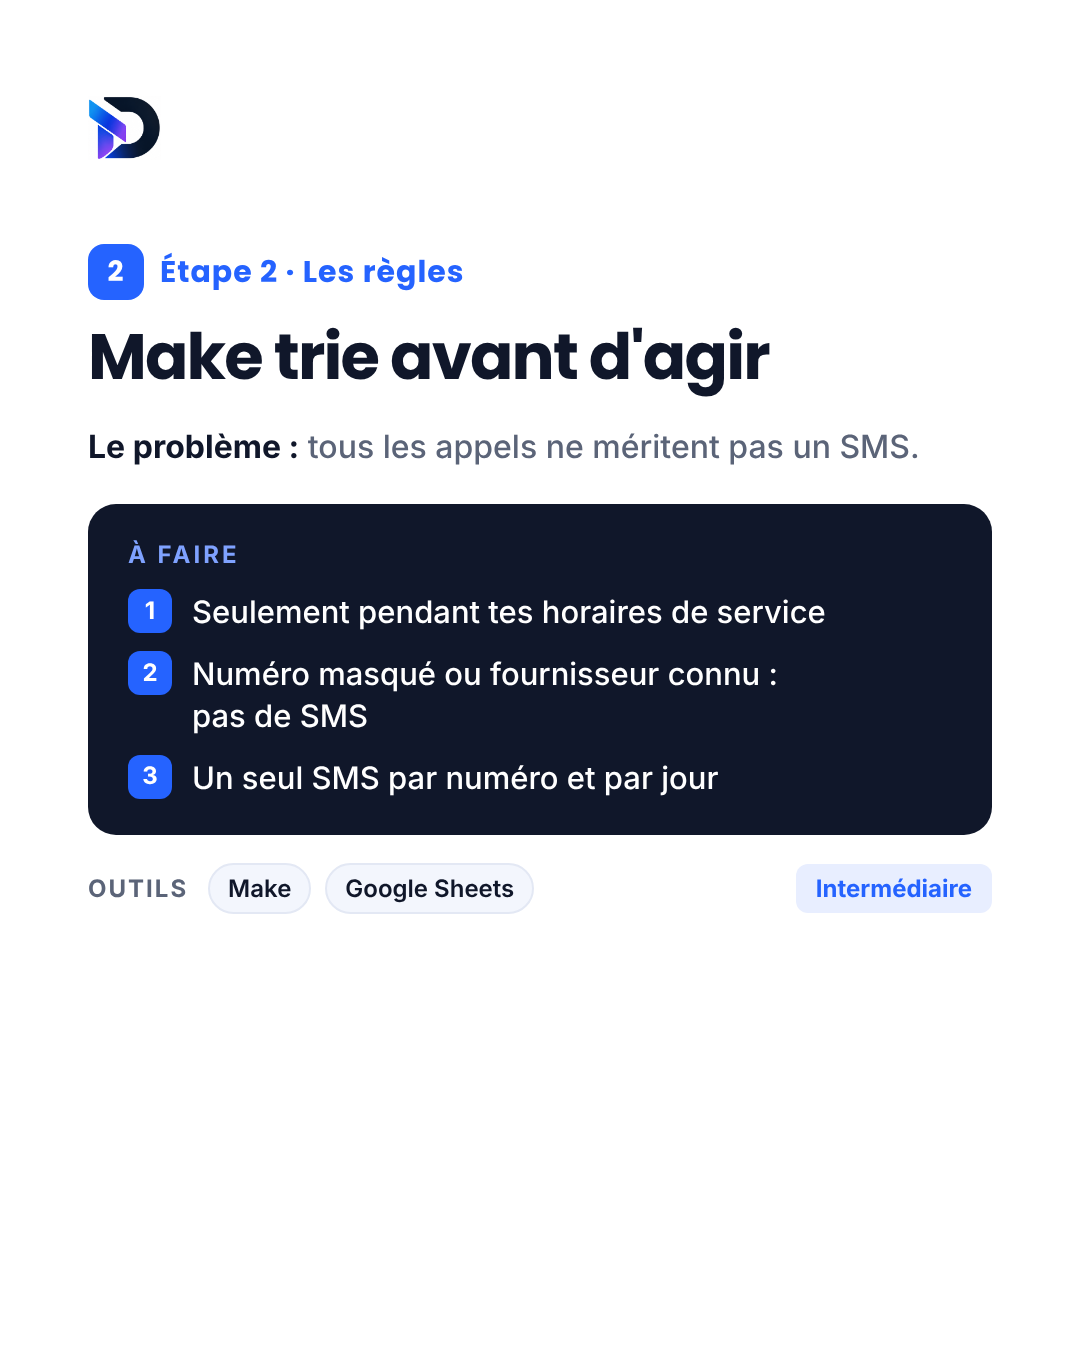 2 Étape 2 · Les règles
Make trie avant d'agir
Le problème : tous les appels ne méritent pas un SMS.
À FAIRE
1 Seulement pendant tes horaires de service
2 Numéro masqué ou fournisseur connu :
pas de SMS
3 Un seul SMS par numéro et par jour
OUTILS Make Google Sheets Intermédiaire